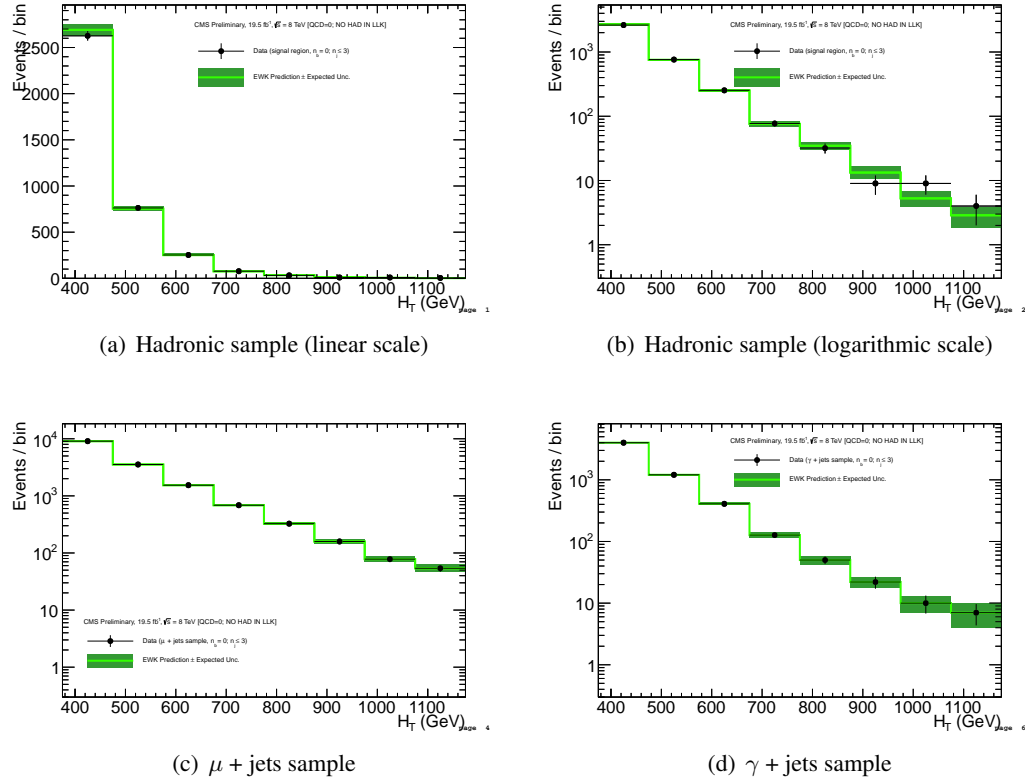 Events / bin
CMS Preliminary, 19.5 fb⁻¹, √s = 8 TeV [QCD=0; NO HAD IN LLK]
Data (signal region, n_b = 0; n_j ≤ 3)
EWK Prediction ± Expected Unc.
2500
2000
1500
1000
500
0
400 500 600 700 800 900 1000 1100
H_T (GeV)
page 1
(a) Hadronic sample (linear scale)
Events / bin
CMS Preliminary, 19.5 fb⁻¹, √s = 8 TeV [QCD=0; NO HAD IN LLK]
Data (signal region, n_b = 0; n_j ≤ 3)
EWK Prediction ± Expected Unc.
10³
10²
10
1
400 500 600 700 800 900 1000 1100
H_T (GeV)
page 2
(b) Hadronic sample (logarithmic scale)
Events / bin
10⁴
10³
10²
10
1
CMS Preliminary, 19.5 fb⁻¹, √s = 8 TeV [QCD=0; NO HAD IN LLK]
Data (μ + jets sample, n_b = 0; n_j ≤ 3)
EWK Prediction ± Expected Unc.
400 500 600 700 800 900 1000 1100
H_T (GeV)
page 4
(c) μ + jets sample
Events / bin
CMS Preliminary, 19.5 fb⁻¹, √s = 8 TeV [QCD=0; NO HAD IN LLK]
Data (γ + jets sample, n_b = 0; n_j ≤ 3)
EWK Prediction ± Expected Unc.
10³
10²
10
1
400 500 600 700 800 900 1000 1100
H_T (GeV)
page 6
(d) γ + jets sample